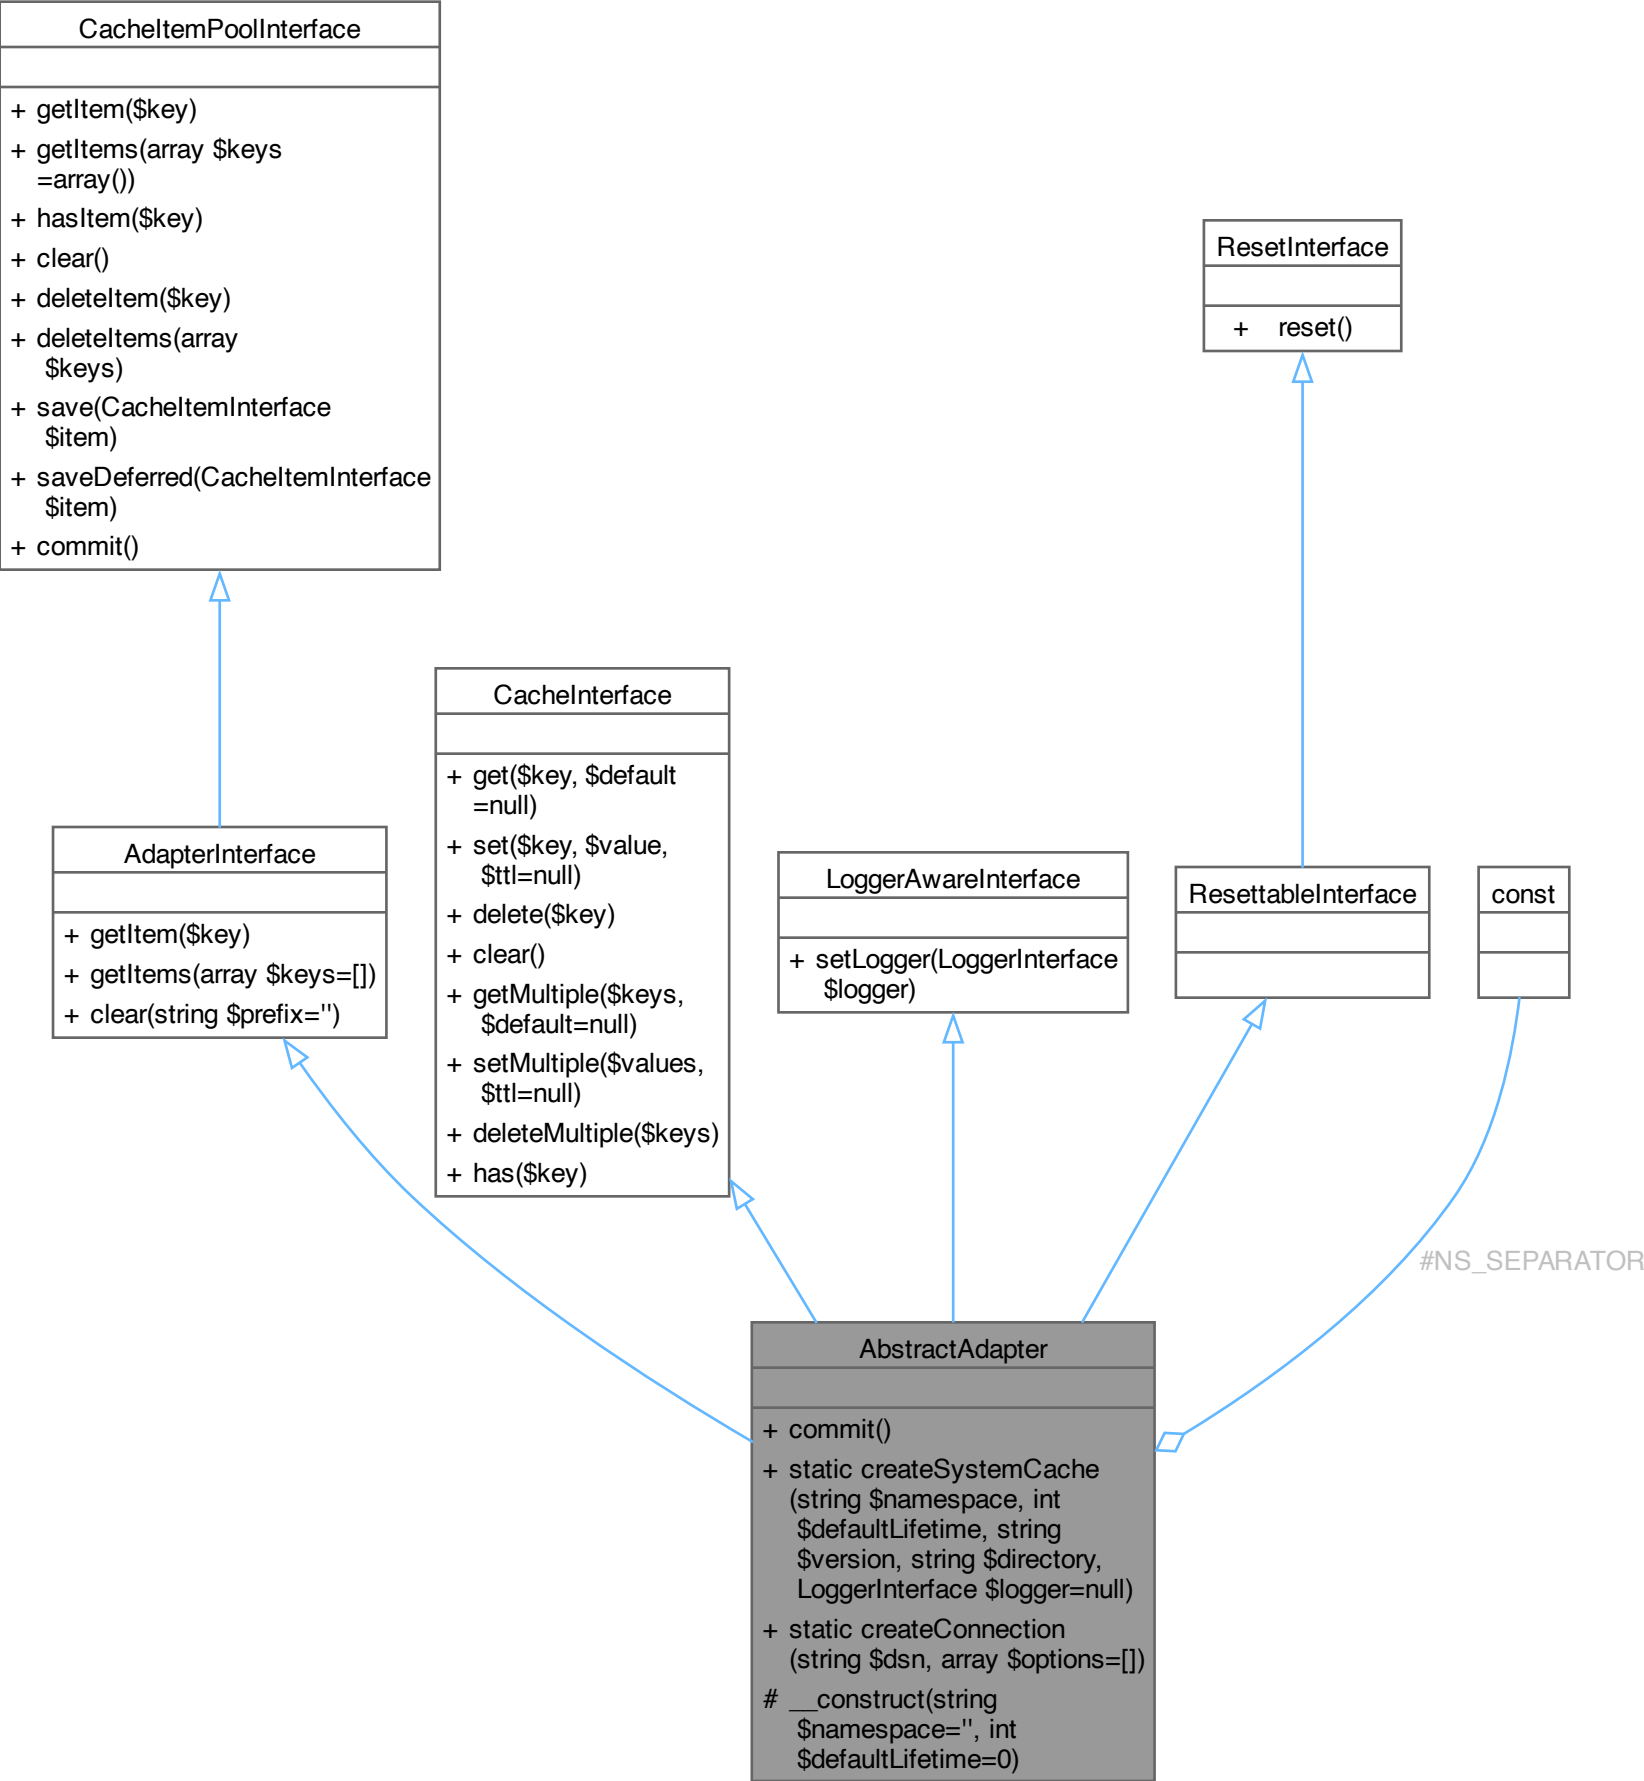 CacheItemPoolInterface
+ getItem($key)
+ getItems(array $keys
=array())
+ hasItem($key)
+ clear()
+ deleteItem($key)
+ deleteItems(array
$keys)
+ save(CacheItemInterface
$item)
+ saveDeferred(CacheItemInterface
$item)
+ commit()
ResetInterface
+ reset()
CacheInterface
+ get($key, $default
=null)
+ set($key, $value,
$ttl=null)
+ delete($key)
+ clear()
+ getMultiple($keys,
$default=null)
+ setMultiple($values,
$ttl=null)
+ deleteMultiple($keys)
+ has($key)
AdapterInterface
+ getItem($key)
+ getItems(array $keys=[])
+ clear(string $prefix='')
LoggerAwareInterface
+ setLogger(LoggerInterface
$logger)
ResettableInterface
const
#NS_SEPARATOR
AbstractAdapter
+ commit()
+ static createSystemCache
(string $namespace, int
$defaultLifetime, string
$version, string $directory,
LoggerInterface $logger=null)
+ static createConnection
(string $dsn, array $options=[])
# __construct(string
$namespace='', int
$defaultLifetime=0)